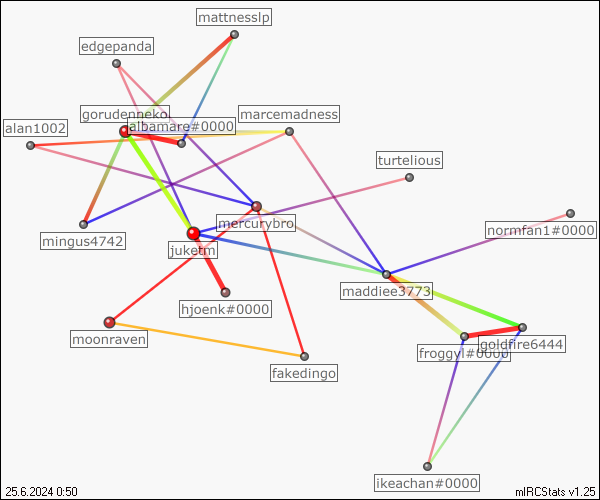 mattnesslp
edgepanda
gorudenneko
marcemadness
albamare#0000
alan1002
turtelious
mercurybro
normfan1#0000
mingus4742
juketm
maddiee3773
hjoenk#0000
moonraven
goldfire6444
froggyl#0000
fakedingo
ikeachan#0000
25.6.2024 0:50
mIRCStats v1.25